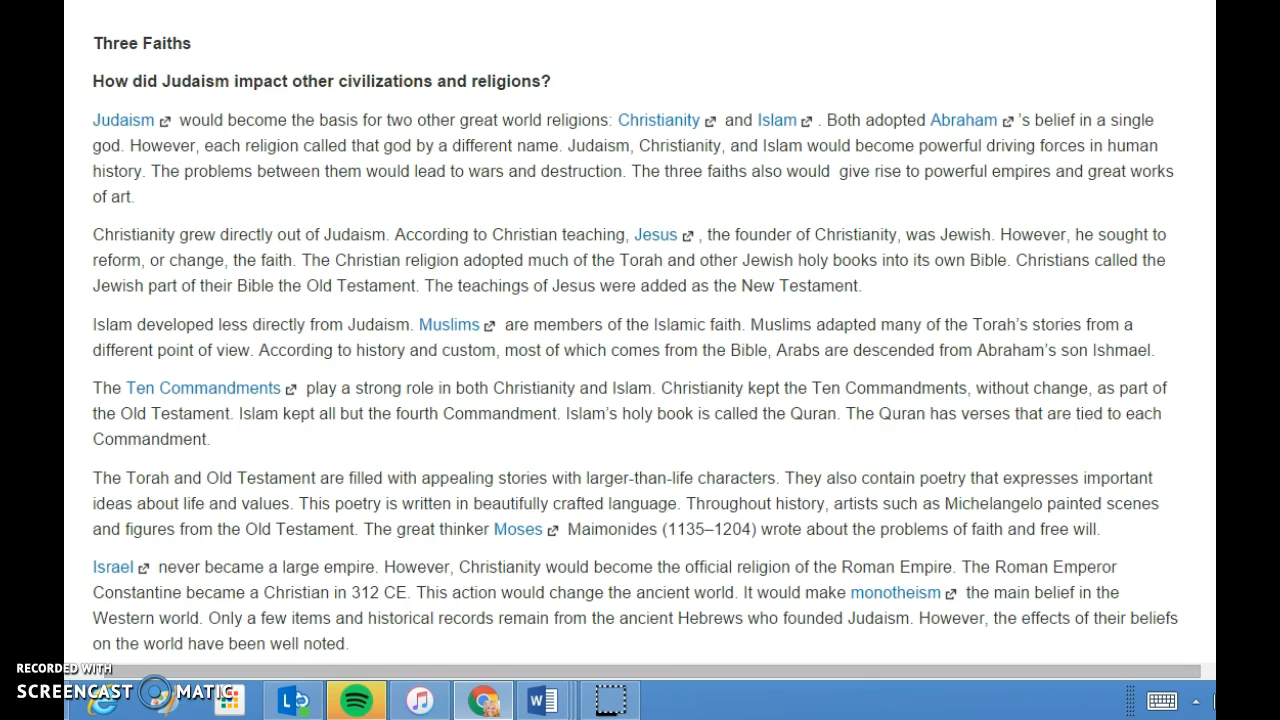 Three Faiths
How did Judaism impact other civilizations and religions?
Judaism would become the basis for two other great world religions: Christianity and Islam . Both adopted Abraham 's belief in a single
god. However, each religion called that god by a different name. Judaism, Christianity, and Islam would become powerful driving forces in human
history. The problems between them would lead to wars and destruction. The three faiths also would give rise to powerful empires and great works
of art.
Christianity grew directly out of Judaism. According to Christian teaching, Jesus , the founder of Christianity, was Jewish. However, he sought to
reform, or change, the faith. The Christian religion adopted much of the Torah and other Jewish holy books into its own Bible. Christians called the
Jewish part of their Bible the Old Testament. The teachings of Jesus were added as the New Testament.
Islam developed less directly from Judaism. Muslims are members of the Islamic faith. Muslims adapted many of the Torah’s stories from a
different point of view. According to history and custom, most of which comes from the Bible, Arabs are descended from Abraham’s son Ishmael.
The Ten Commandments play a strong role in both Christianity and Islam. Christianity kept the Ten Commandments, without change, as part of
the Old Testament. Islam kept all but the fourth Commandment. Islam’s holy book is called the Quran. The Quran has verses that are tied to each
Commandment.
The Torah and Old Testament are filled with appealing stories with larger-than-life characters. They also contain poetry that expresses important
ideas about life and values. This poetry is written in beautifully crafted language. Throughout history, artists such as Michelangelo painted scenes
and figures from the Old Testament. The great thinker Moses Maimonides (1135–1204) wrote about the problems of faith and free will.
Israel never became a large empire. However, Christianity would become the official religion of the Roman Empire. The Roman Emperor
Constantine became a Christian in 312 CE. This action would change the ancient world. It would make monotheism the main belief in the
Western world. Only a few items and historical records remain from the ancient Hebrews who founded Judaism. However, the effects of their beliefs
on the world have been well noted.
RECORDED WITH
SCREENCAST MATIC